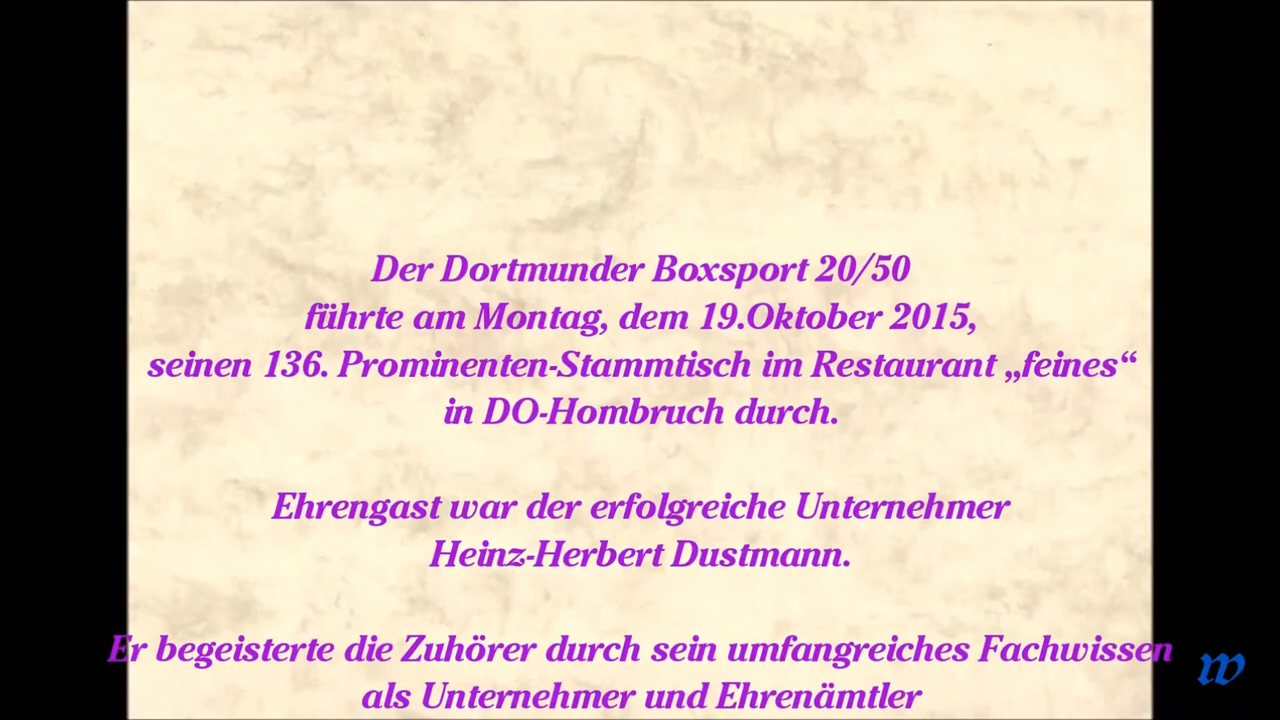 Der Dortmunder Boxsport 20/50
führte am Montag, dem 19.Oktober 2015,
seinen 136. Prominenten-Stammtisch im Restaurant „feines“
in DO-Hombruch durch.
Ehrengast war der erfolgreiche Unternehmer
Heinz-Herbert Dustmann.
Er begeisterte die Zuhörer durch sein umfangreiches Fachwissen
als Unternehmer und Ehrenämtler
w